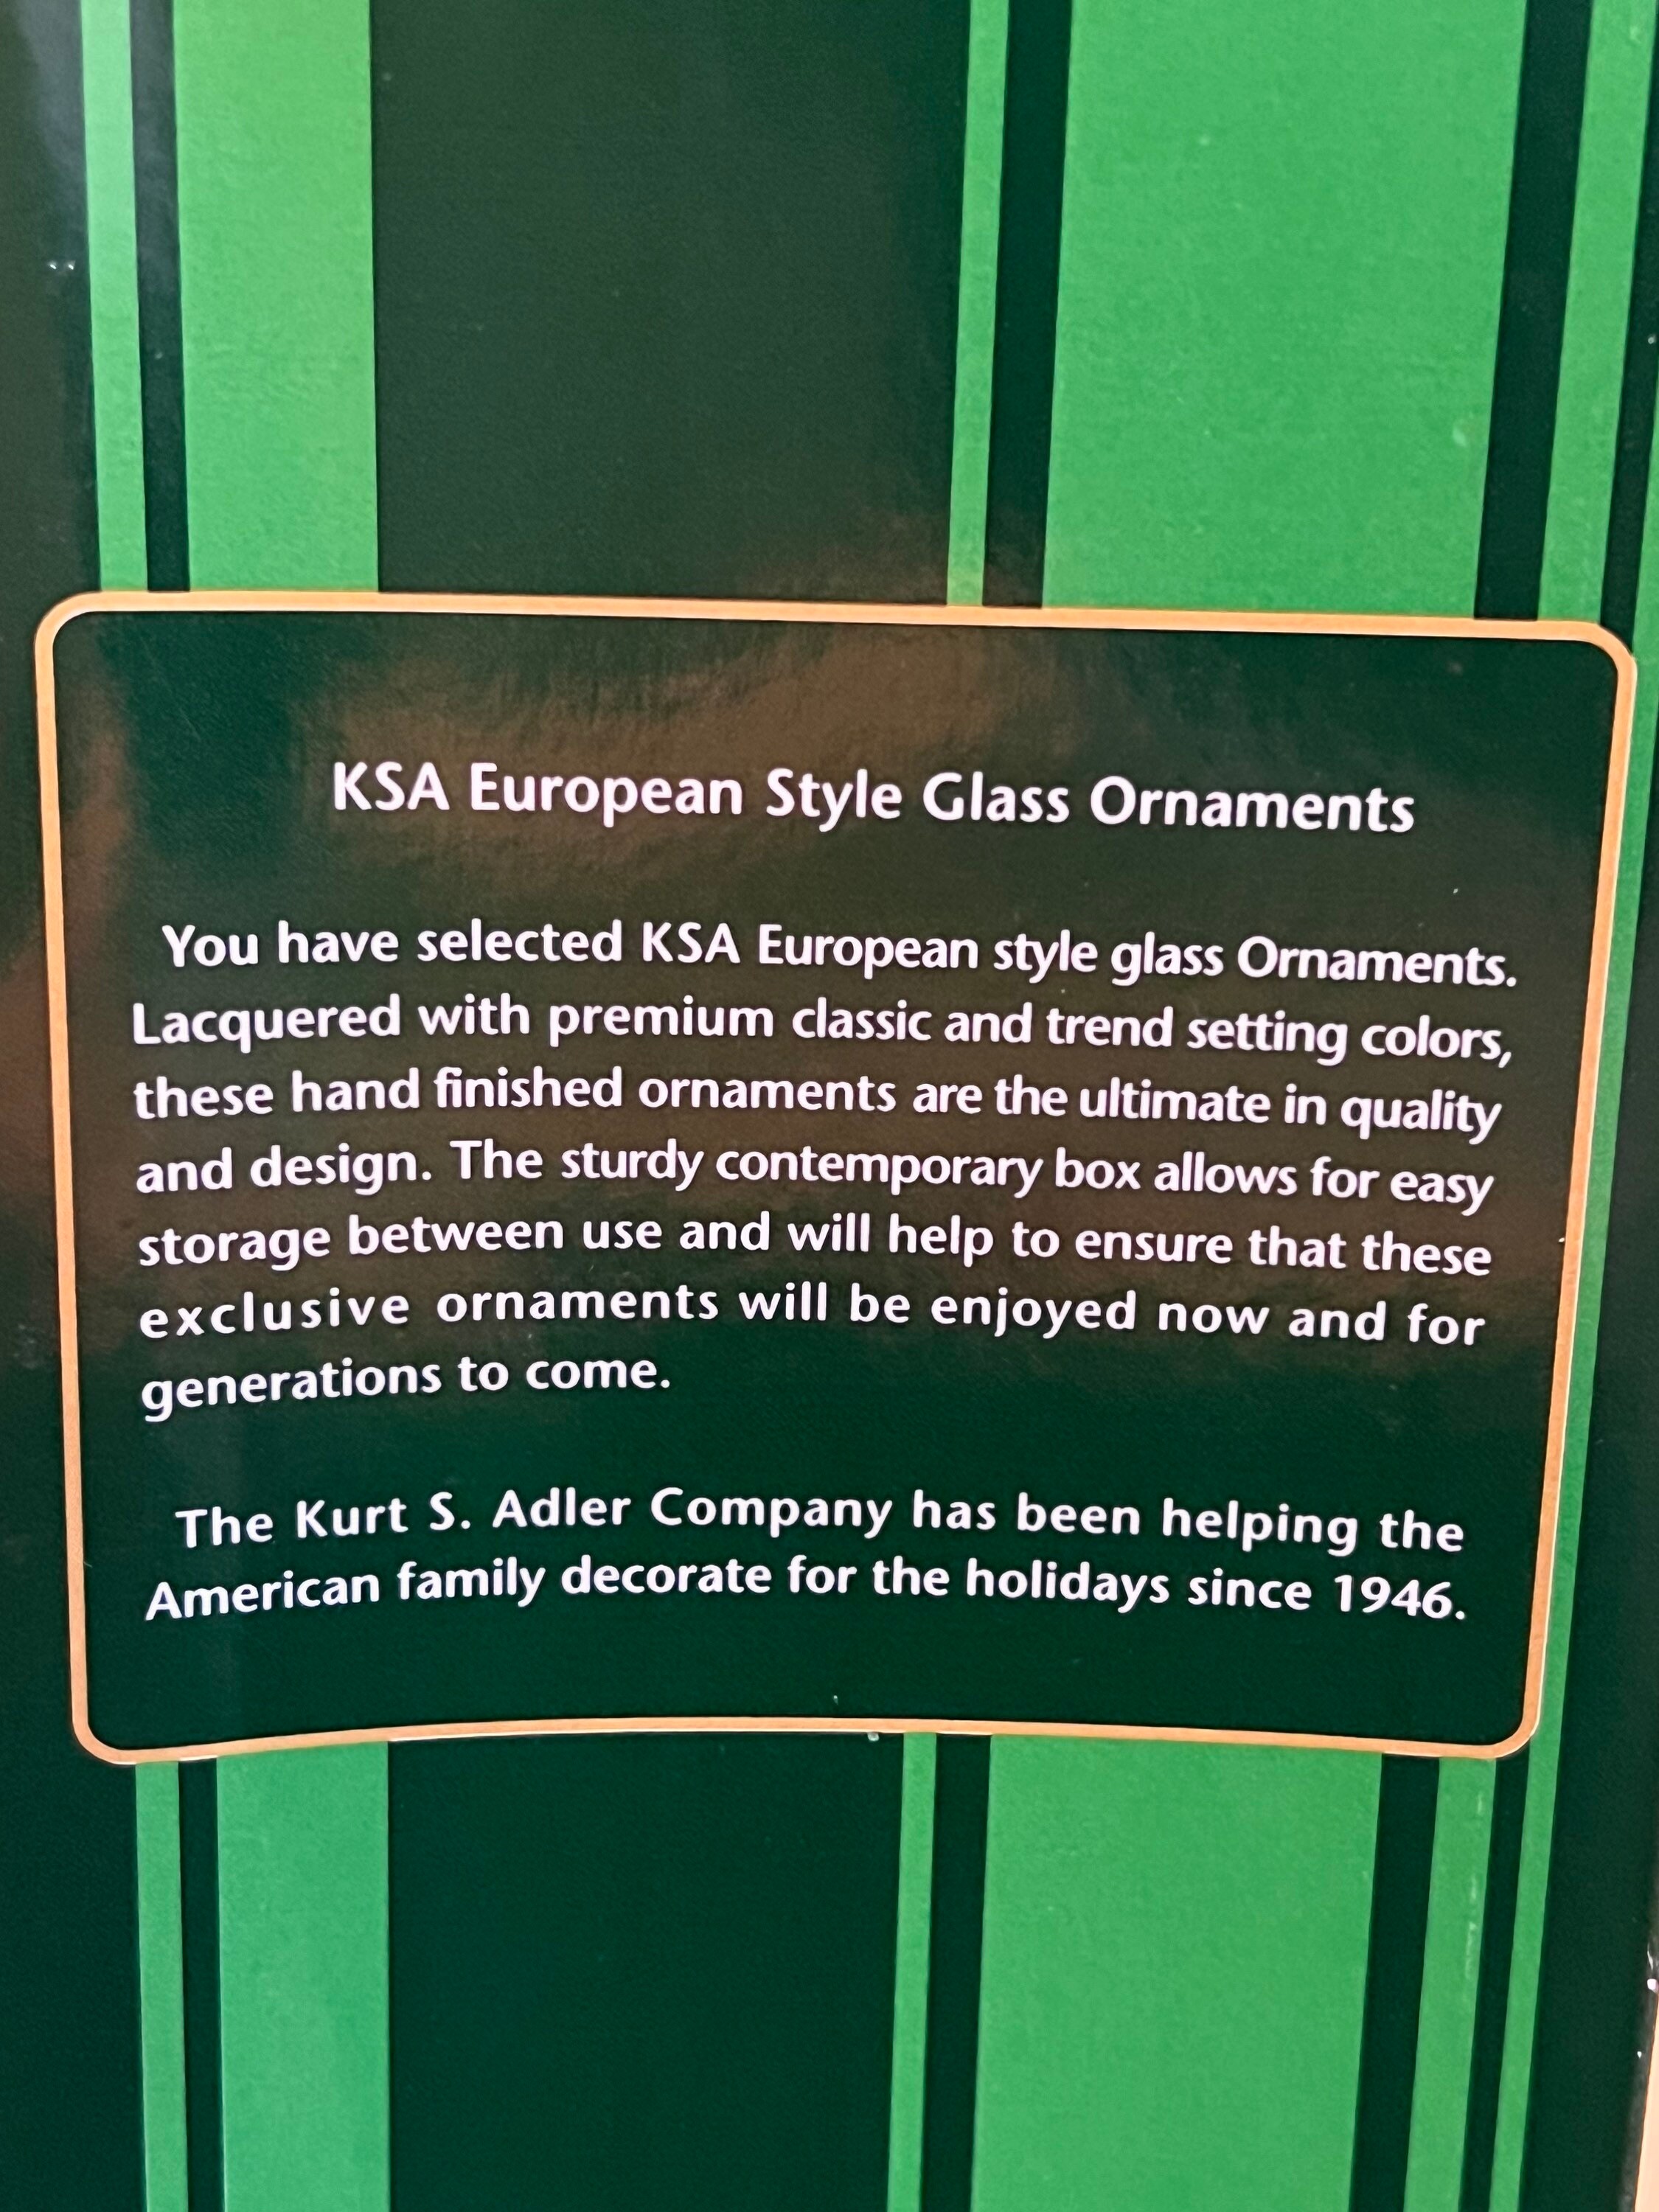 KSA European Style Glass Ornaments
You have selected KSA European style glass Ornaments.
Lacquered with premium classic and trend setting colors,
these hand finished ornaments are the ultimate in quality
and design. The sturdy contemporary box allows for easy
storage between use and will help to ensure that these
exclusive ornaments will be enjoyed now and for
generations to come.
The Kurt S. Adler Company has been helping the
American family decorate for the holidays since 1946.